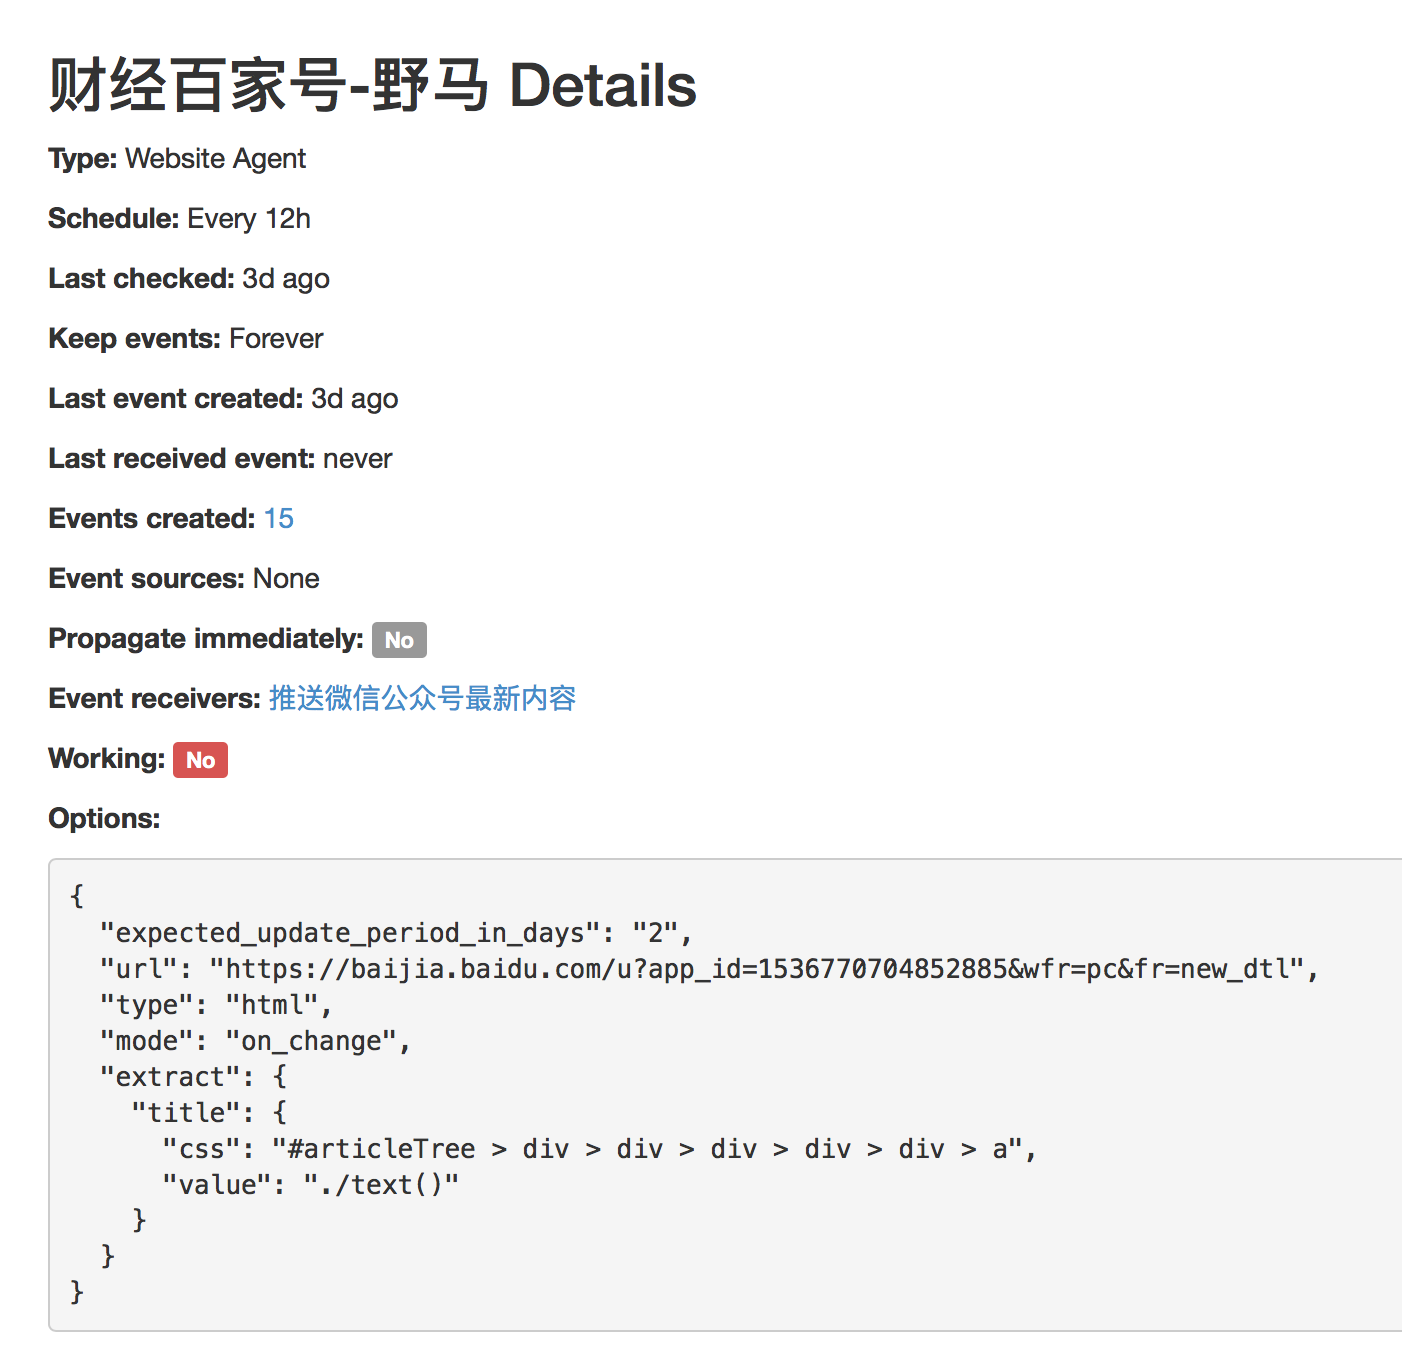 财经百家号-野马 Details
Type: Website Agent
Schedule: Every 12h
Last checked: 3d ago
Keep events: Forever
Last event created: 3d ago
Last received event: never
Events created: 15
Event sources: None
Propagate immediately: No
Event receivers: 推送微信公众号最新内容
Working: No
Options:
{
  "expected_update_period_in_days": "2",
  "url": "https://baijia.baidu.com/u?app_id=1536770704852885&wfr=pc&fr=new_dtl",
  "type": "html",
  "mode": "on_change",
  "extract": {
    "title": {
      "css": "#articleTree > div > div > div > div > div > a",
      "value": "./text()"
    }
  }
}